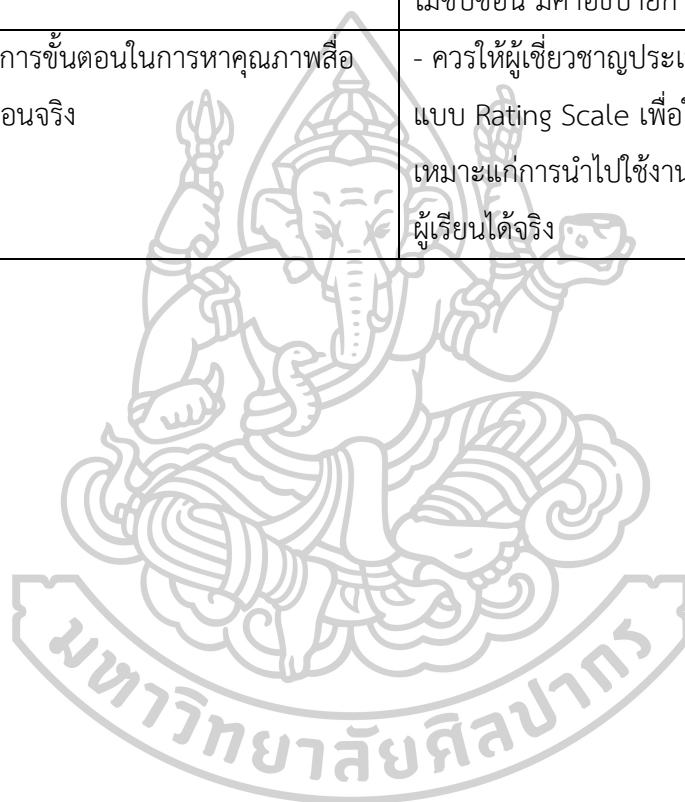 ไม่ซับซ้อน มีคำอธิบายก
การขั้นตอนในการหาคุณภาพสื่อ
อนจริง
- ควรให้ผู้เชี่ยวชาญประเ
แบบ Rating Scale เพื่อใ
เหมาะแก่การนำไปใช้งาน
ผู้เรียนได้จริง
มหาวิทยาลัยศิลปากร